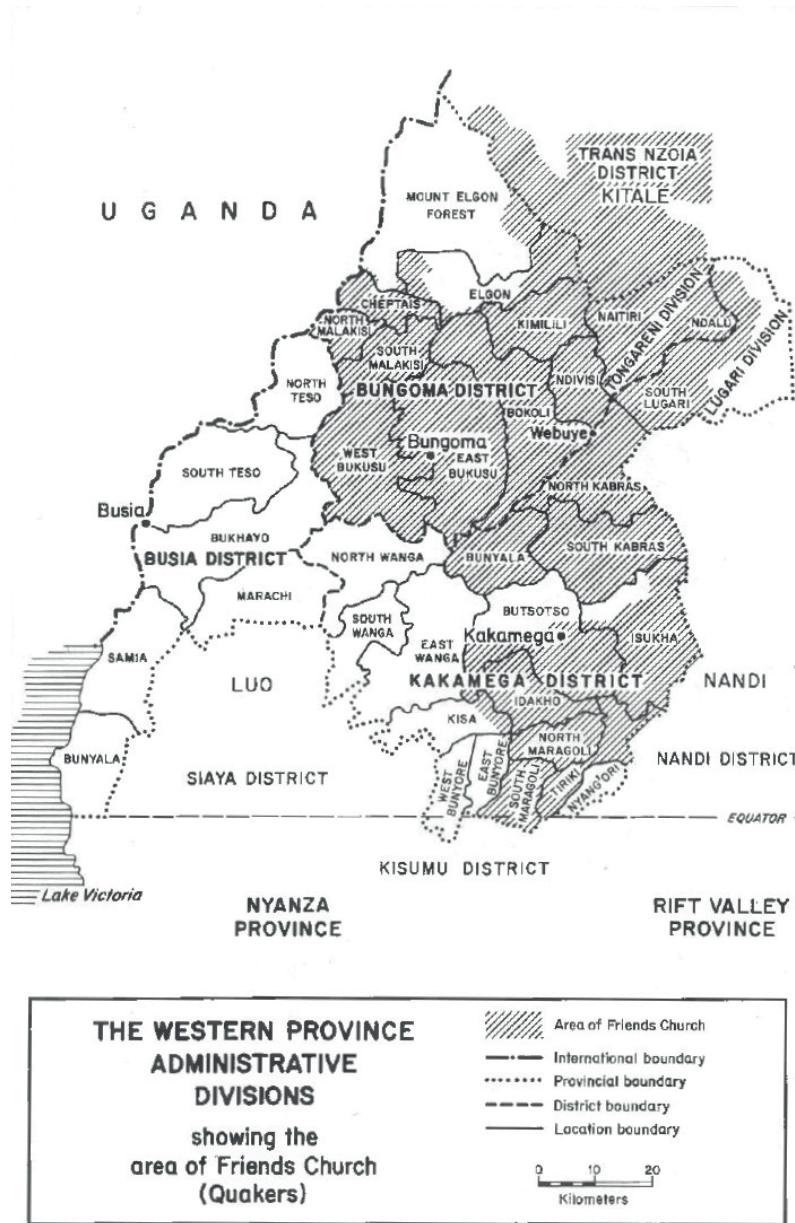 UGANDA
MOUNT ELGON
FOREST
TRANS NZOIA
DISTRICT
KITALE
ELGON
CHEPTAIS
NORTH
MALAKISI
SOUTH
MALAKISI
KIMILILI
NAITIRI
NDALU
TONGARENI DIVISION
LUGARI DIVISION
NORTH
TESO
BUNGOMA DISTRICT
NDIVISI
SOUTH
LUGARI
BOKOLI
Webuye
WEST
BUKUSU
Bungoma
EAST
BUKUSU
SOUTH TESO
NORTH KABRAS
Busia
BUKHAYO
BUSIA DISTRICT
NORTH WANGA
BUNYALA
SOUTH KABRAS
MARACHI
SOUTH
WANGA
EAST
WANGA
BUTSOTSO
Kakamega
ISUKHA
SAMIA
LUO
KAKAMEGA DISTRICT
NANDI
IDAKHO
KISA
NORTH
MARAGOLI
BUNYALA
SIAYA DISTRICT
WEST
BUNYORE
EAST
BUNYORE
SOUTH
MARAGOLI
TIRIKI
NYANG'ORI
NANDI DISTRICT
EQUATOR
KISUMU DISTRICT
Lake Victoria
NYANZA
PROVINCE
RIFT VALLEY
PROVINCE
THE WESTERN PROVINCE
ADMINISTRATIVE
DIVISIONS
showing the
area of Friends Church
(Quakers)
Area of Friends Church
International boundary
Provincial boundary
District boundary
Location boundary
0 10 20
Kilometers